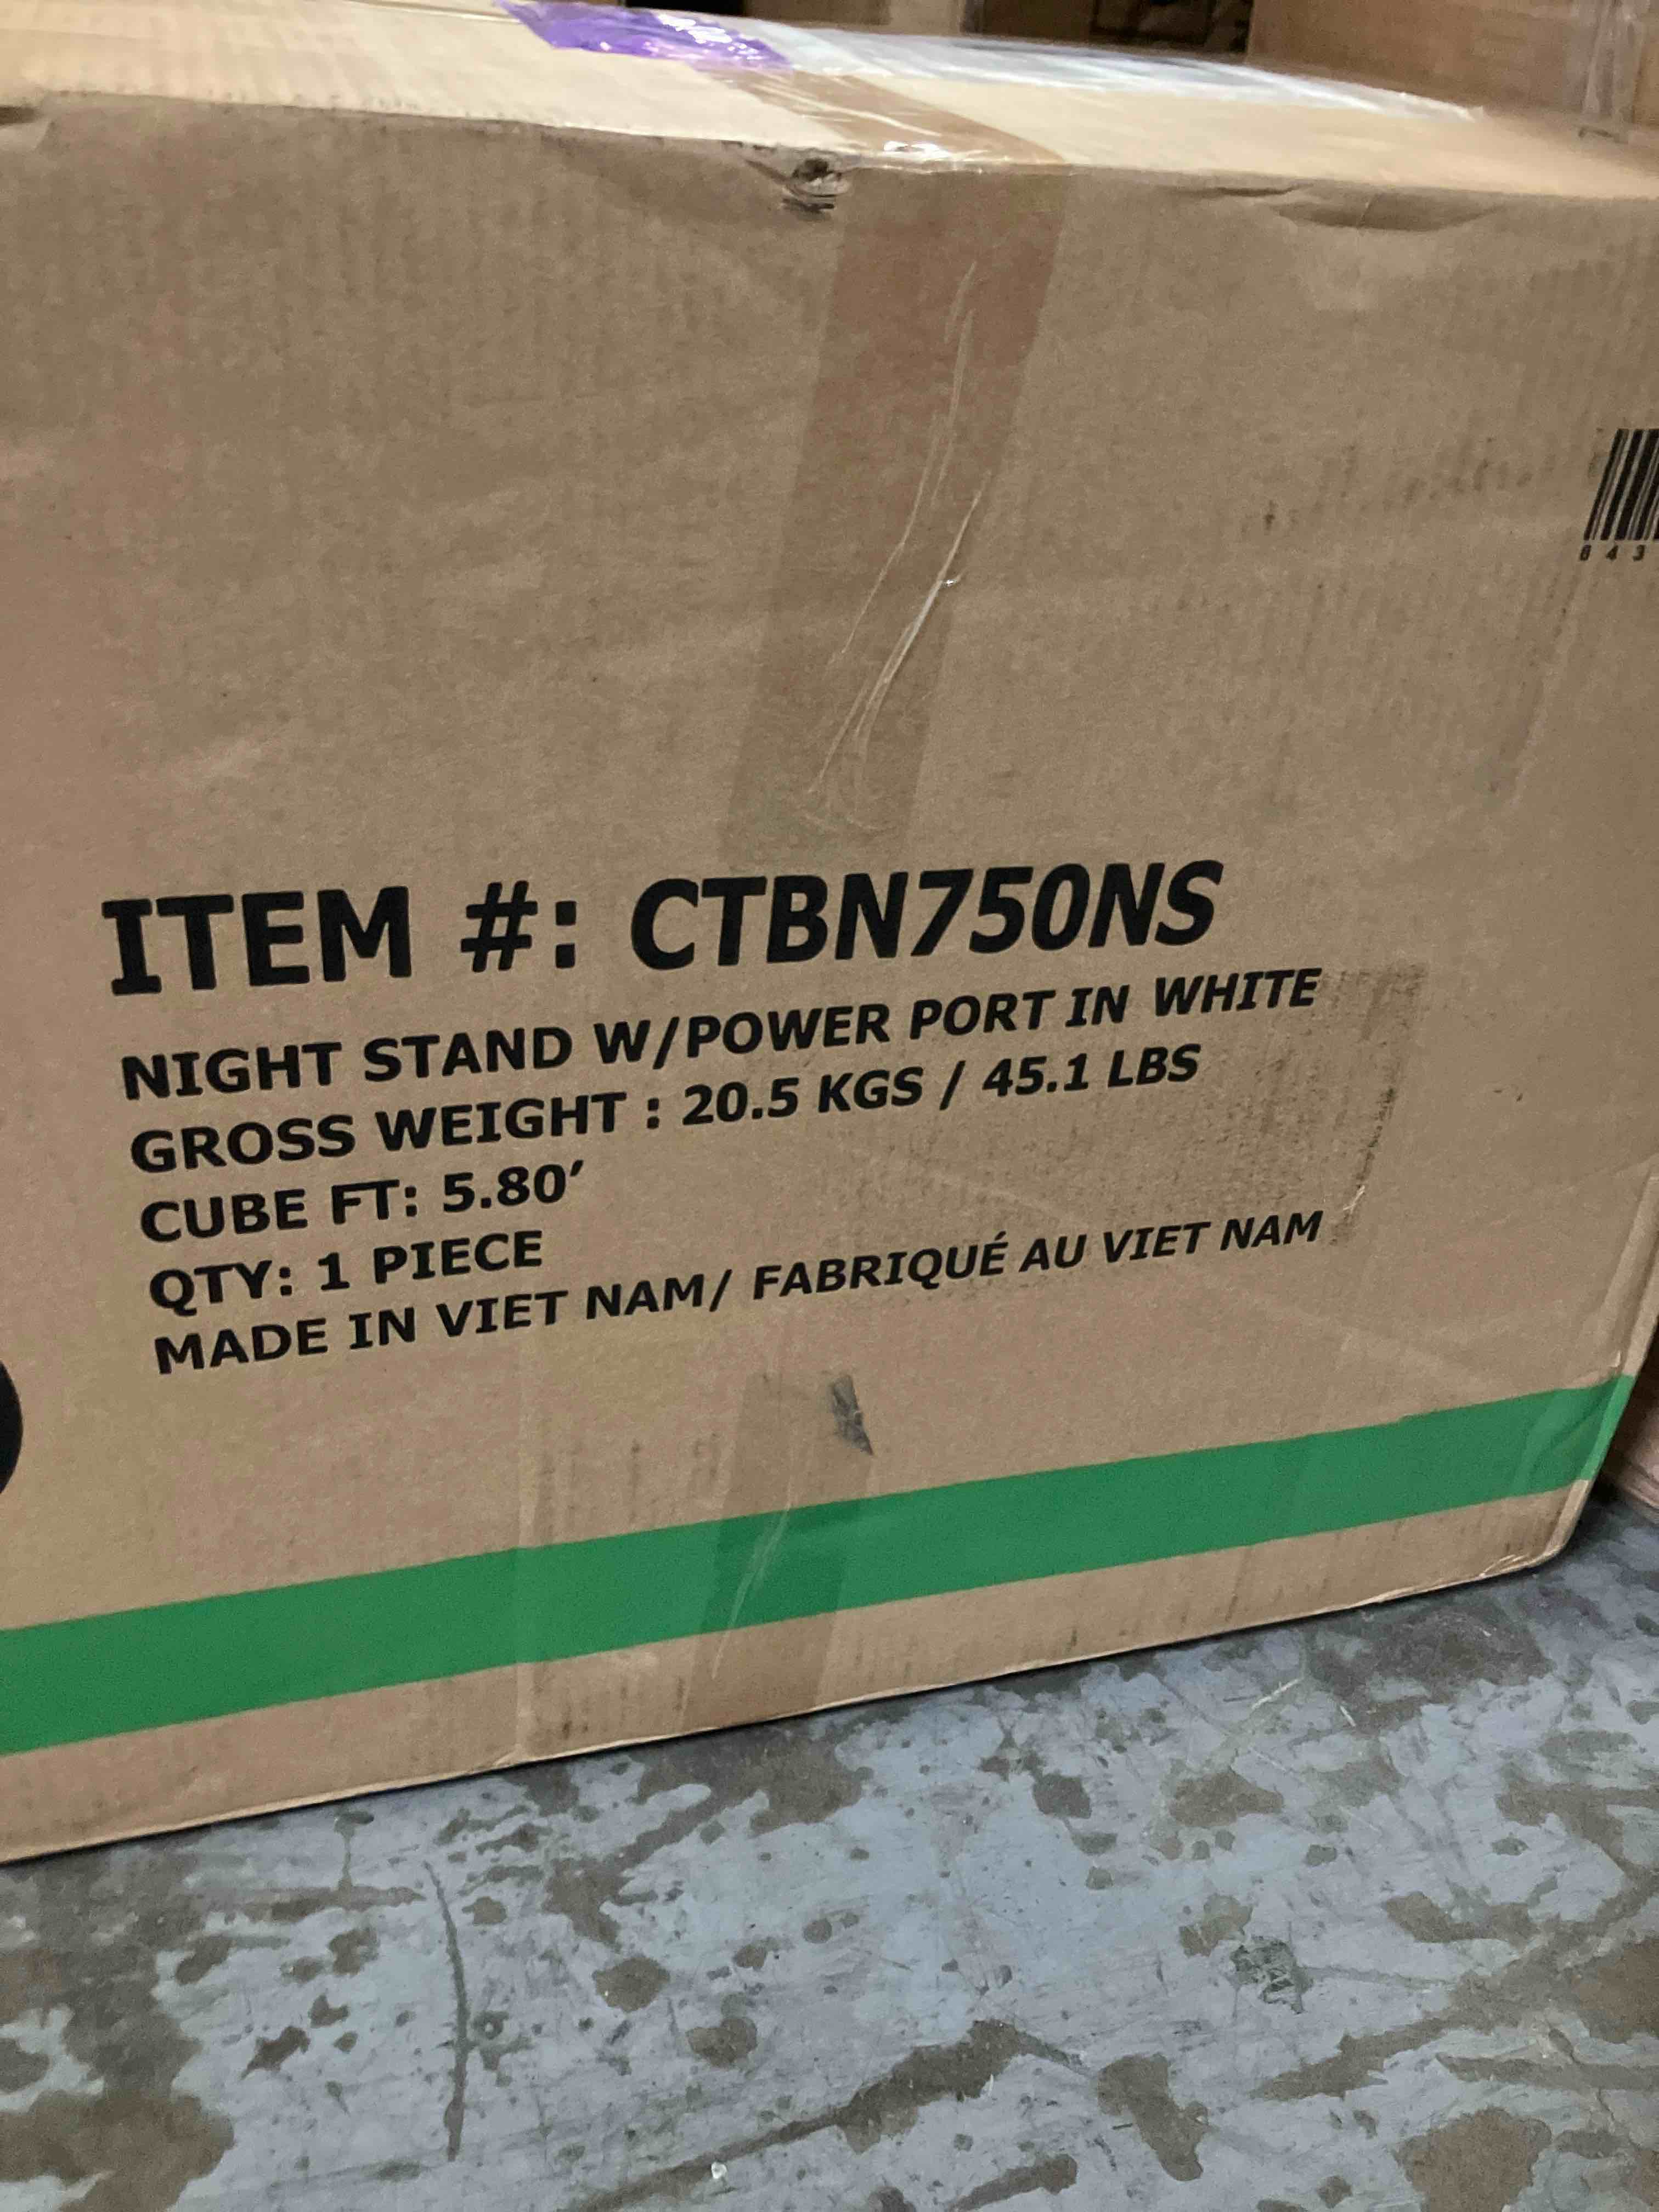 ITEM #: CTBN750NS
NIGHT STAND W/POWER PORT IN WHITE
GROSS WEIGHT : 20.5 KGS / 45.1 LBS
CUBE FT: 5.80’
QTY: 1 PIECE
MADE IN VIET NAM/ FABRIQUÉ AU VIET NAM